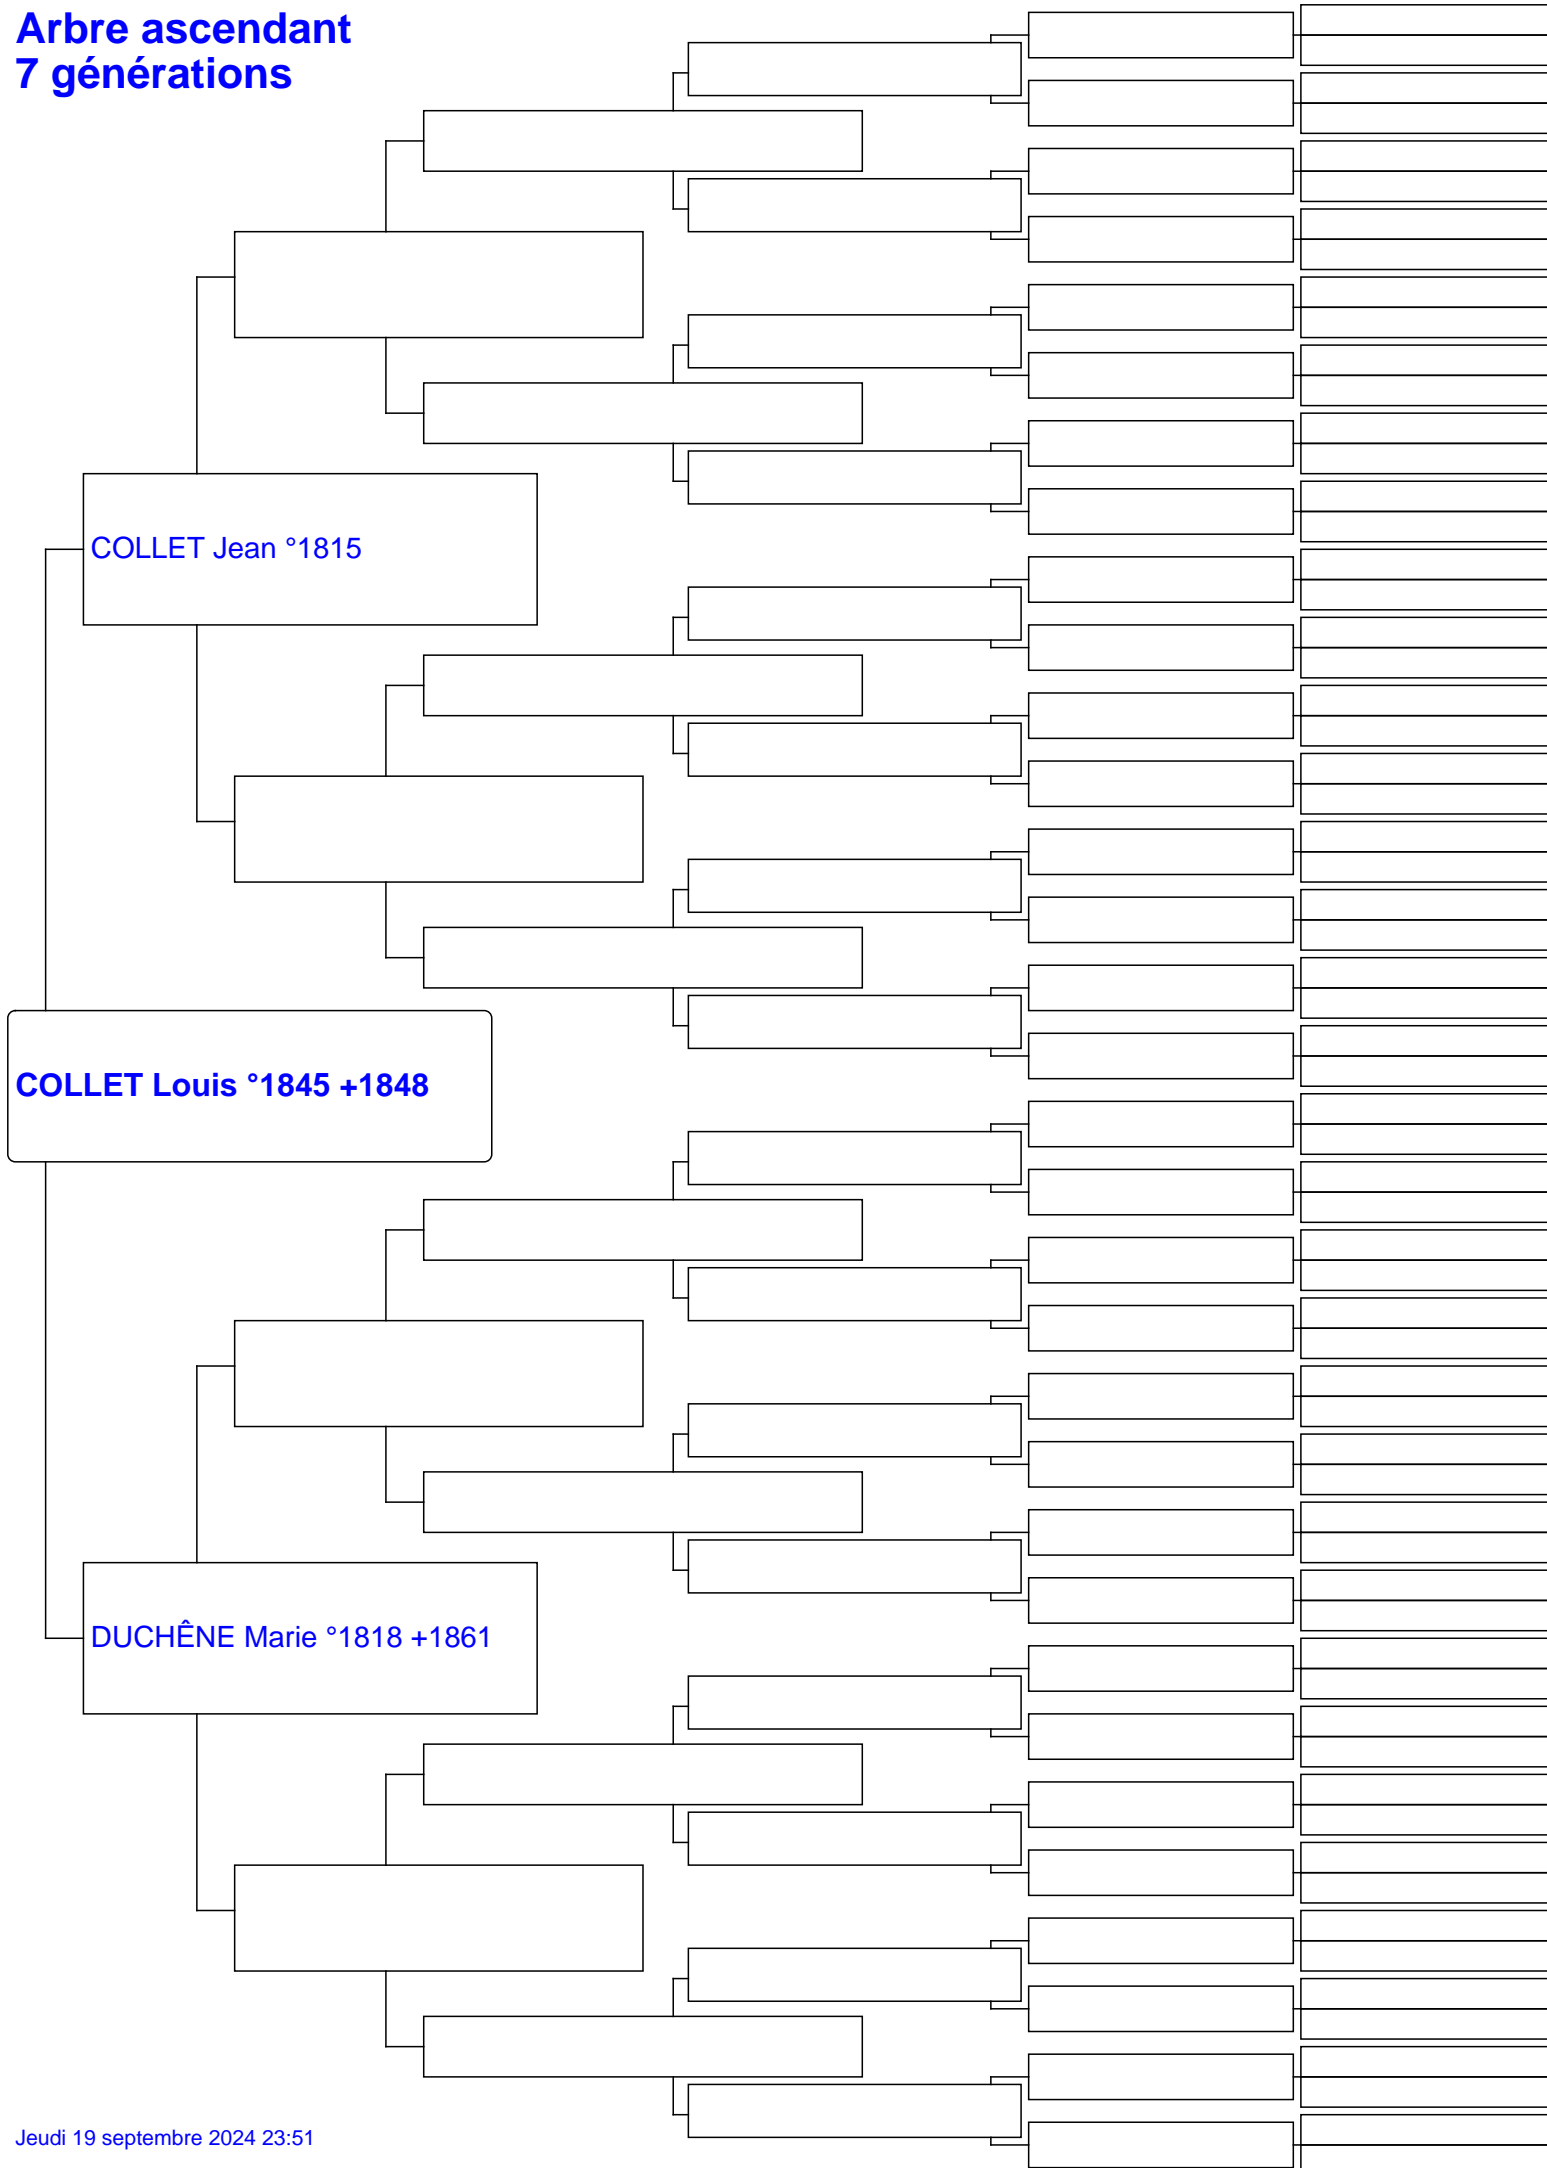 Arbre ascendant
7 générations
COLLET Jean °1815
COLLET Louis °1845 +1848
DUCHÊNE Marie °1818 +1861
Jeudi 19 septembre 2024 23:51